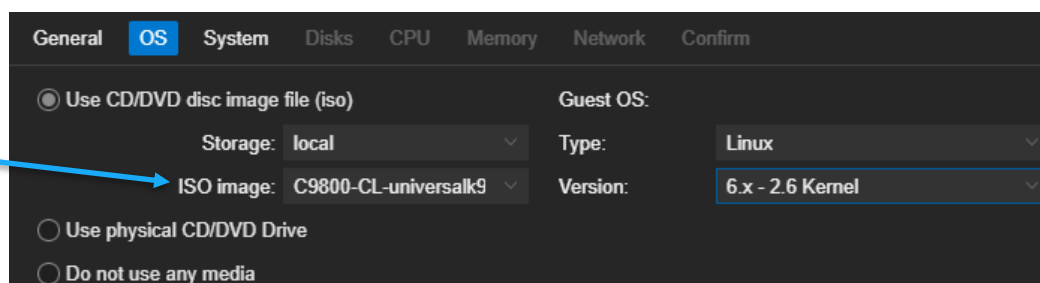 General OS System Disks CPU Memory Network Confirm
Use CD/DVD disc image file (iso) Guest OS:
Storage: local Type: Linux
ISO image: C9800-CL-universalk9 Version: 6.x - 2.6 Kernel
Use physical CD/DVD Drive
Do not use any media